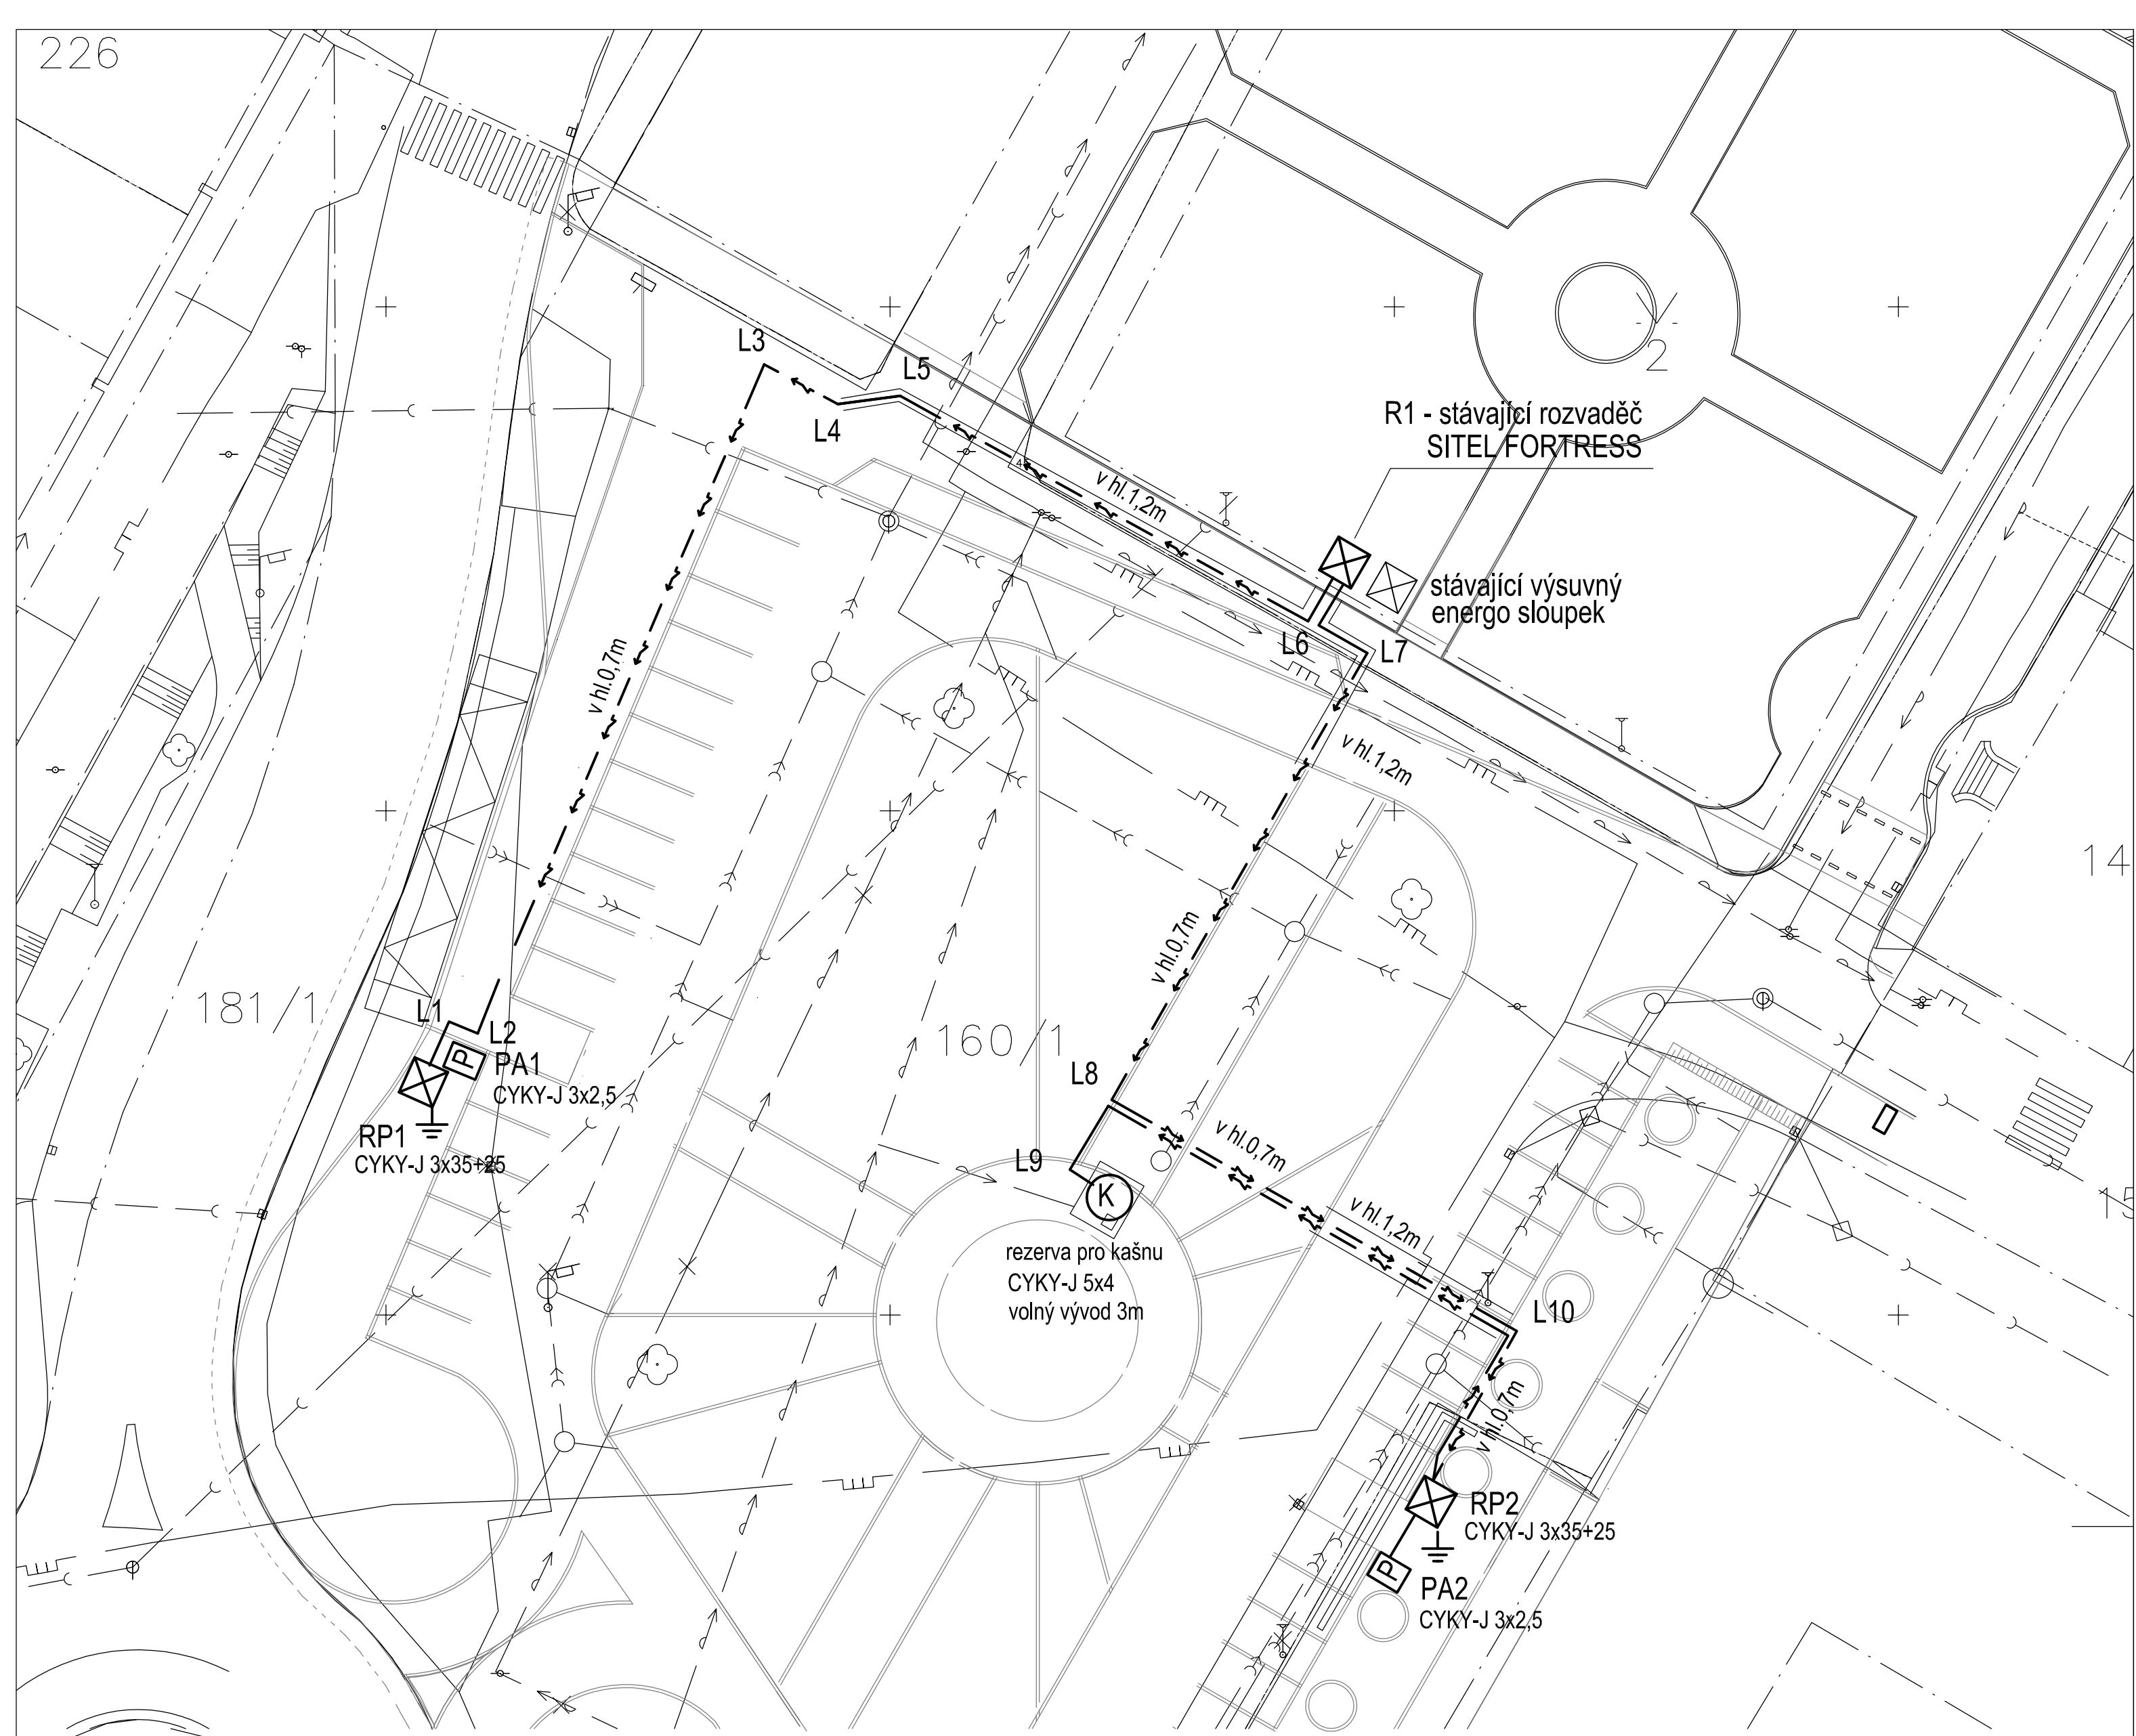 226
L3
L5
L4
R1 - stávající rozvaděč
SITEL FORTRESS
2
v hl.1,2m
stávající výsuvný
energo sloupek
L6
L7
v hl.0,7m
v hl.1,2m
14
v hl.0,7m
181/1
L1
L2
160/1
P
PA1
CYKY-J 3x2,5
L8
RP1
CYKY-J 3x35+25
v hl.0,7m
L9
K
v hl.1,2m
15
rezerva pro kašnu
CYKY-J 5x4
volný vývod 3m
L10
v hl.0,7m
RP2
CYKY-J 3x35+25
P
PA2
CYKY-J 3x2,5